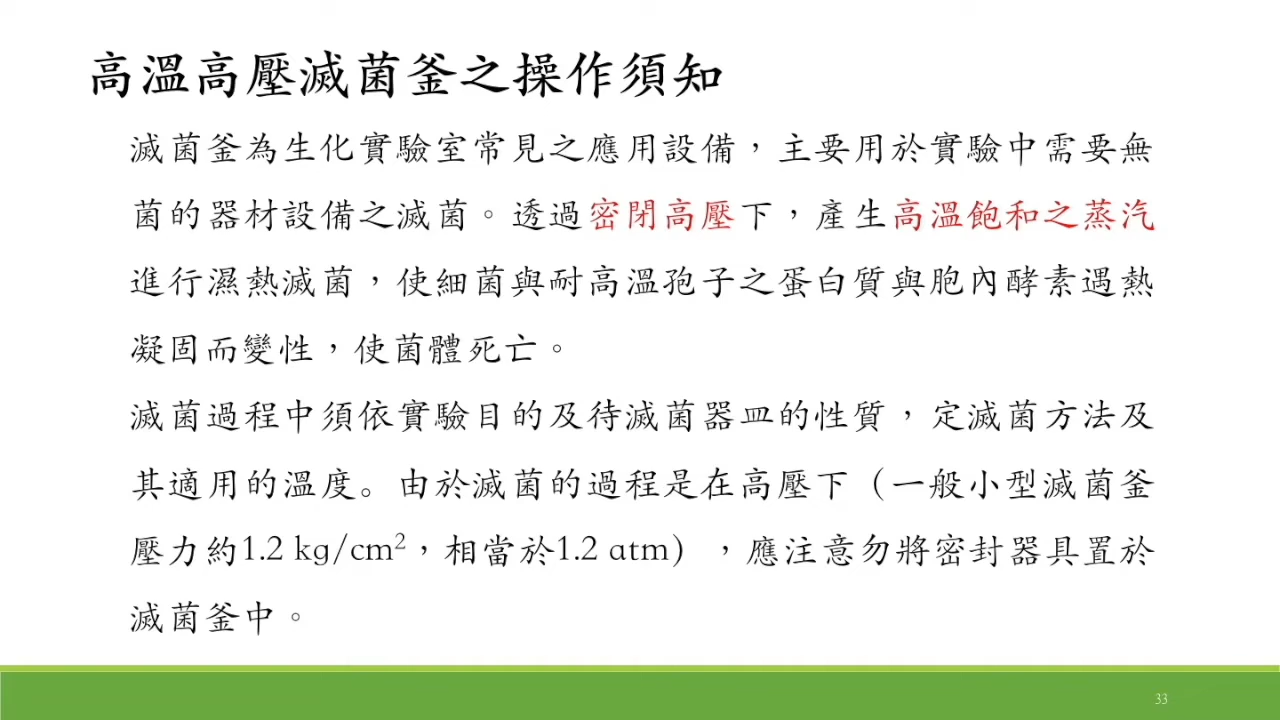 高溫高壓滅菌釜之操作須知
滅菌釜為生化實驗室常見之應用設備，主要用於實驗中需要無
菌的器材設備之滅菌。透過密閉高壓下，產生高溫飽和之蒸汽
進行濕熱滅菌，使細菌與耐高溫孢子之蛋白質與胞內酵素遇熱
凝固而變性，使菌體死亡。
滅菌過程中須依實驗目的及待滅菌器皿的性質，定滅菌方法及
其適用的溫度。由於滅菌的過程是在高壓下（一般小型滅菌釜
壓力約1.2 kg/cm²，相當於1.2 atm），應注意勿將密封器具置於
滅菌釜中。
33